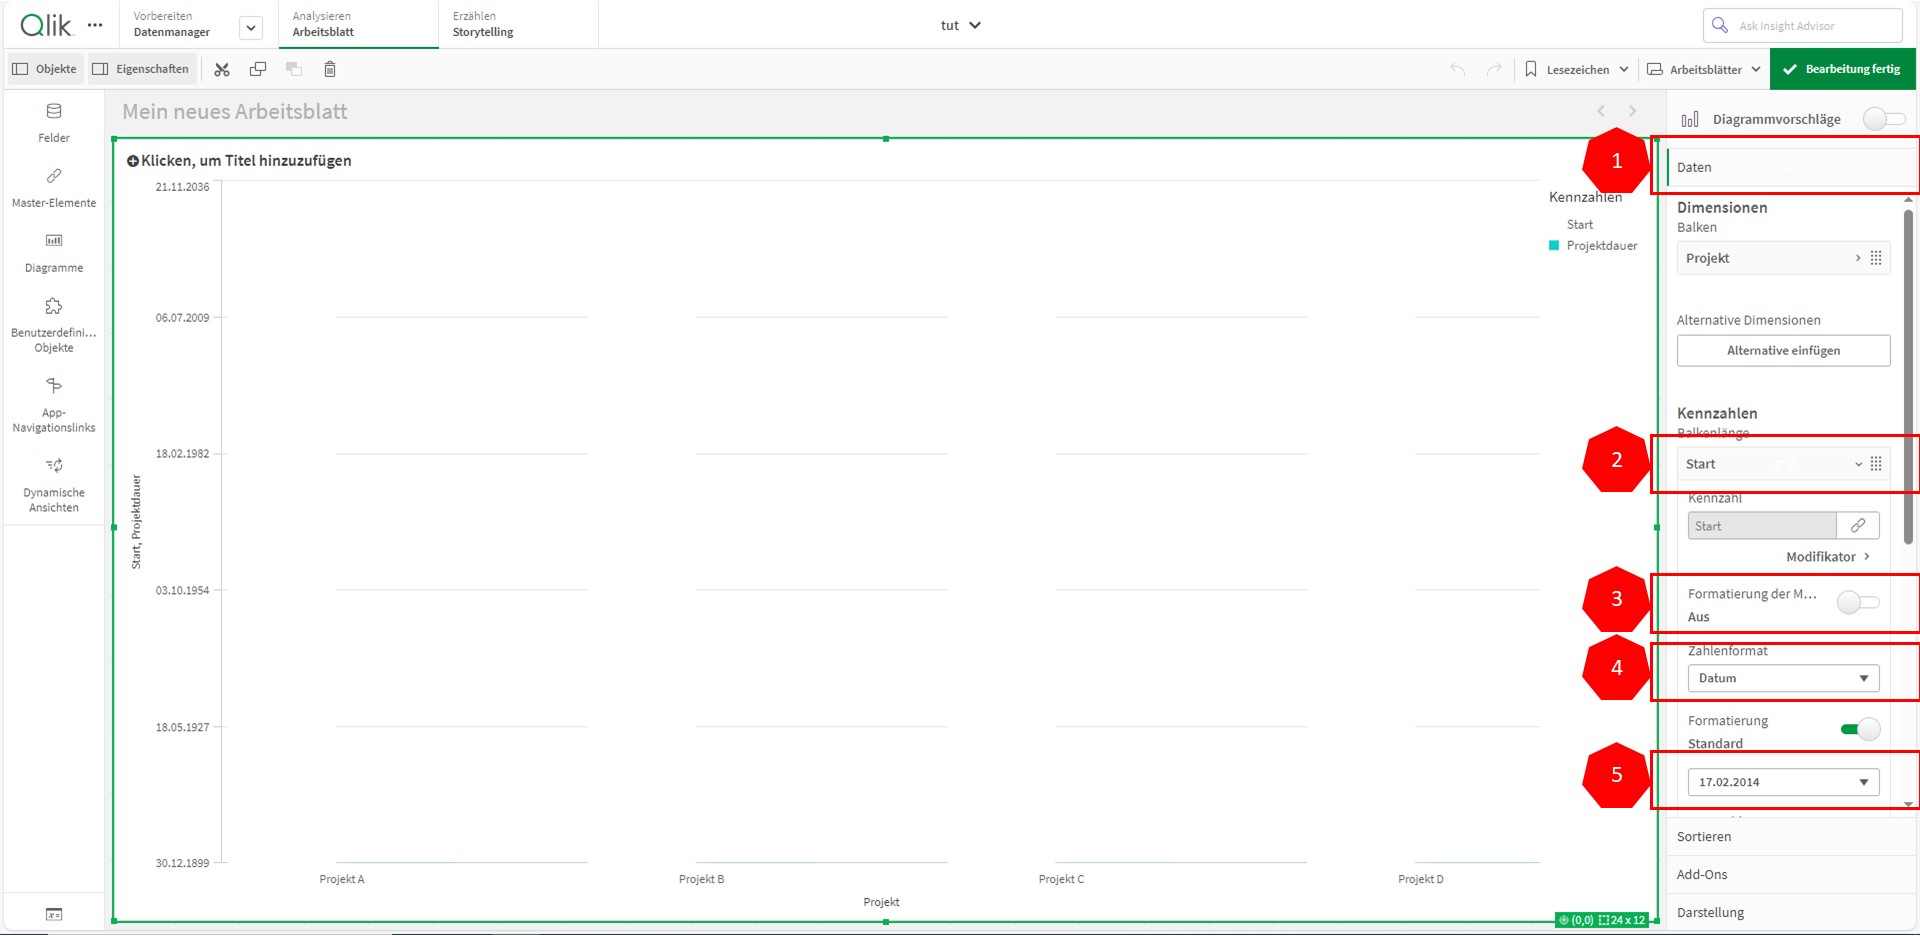 Qlik
Vorbereiten
Datenmanager
Analysieren
Arbeitsblatt
Erzählen
Storytelling
tut
Ask Insight Advisor
Objekte
Eigenschaften
Lesezeichen
Arbeitsblätter
Bearbeitung fertig
Felder
Master-Elemente
Diagramme
Benutzerdefini...
Objekte
App-
Navigationslinks
Dynamische
Ansichten
Mein neues Arbeitsblatt
Klicken, um Titel hinzuzufügen
21.11.2036
06.07.2009
18.02.1982
03.10.1954
18.05.1927
30.12.1899
Start, Projektdauer
Projekt A
Projekt B
Projekt C
Projekt D
Projekt
Kennzahlen
Start
Projektdauer
(0,0) 24 x 12
Diagrammvorschläge
1
Daten
Dimensionen
Balken
Projekt
Alternative Dimensionen
Alternative einfügen
Kennzahlen
Balkenlänge
2
Start
Kennzahl
Start
Modifikator
3
Formatierung der M...
Aus
4
Zahlenformat
Datum
Formatierung
Standard
5
17.02.2014
Sortieren
Add-Ons
Darstellung